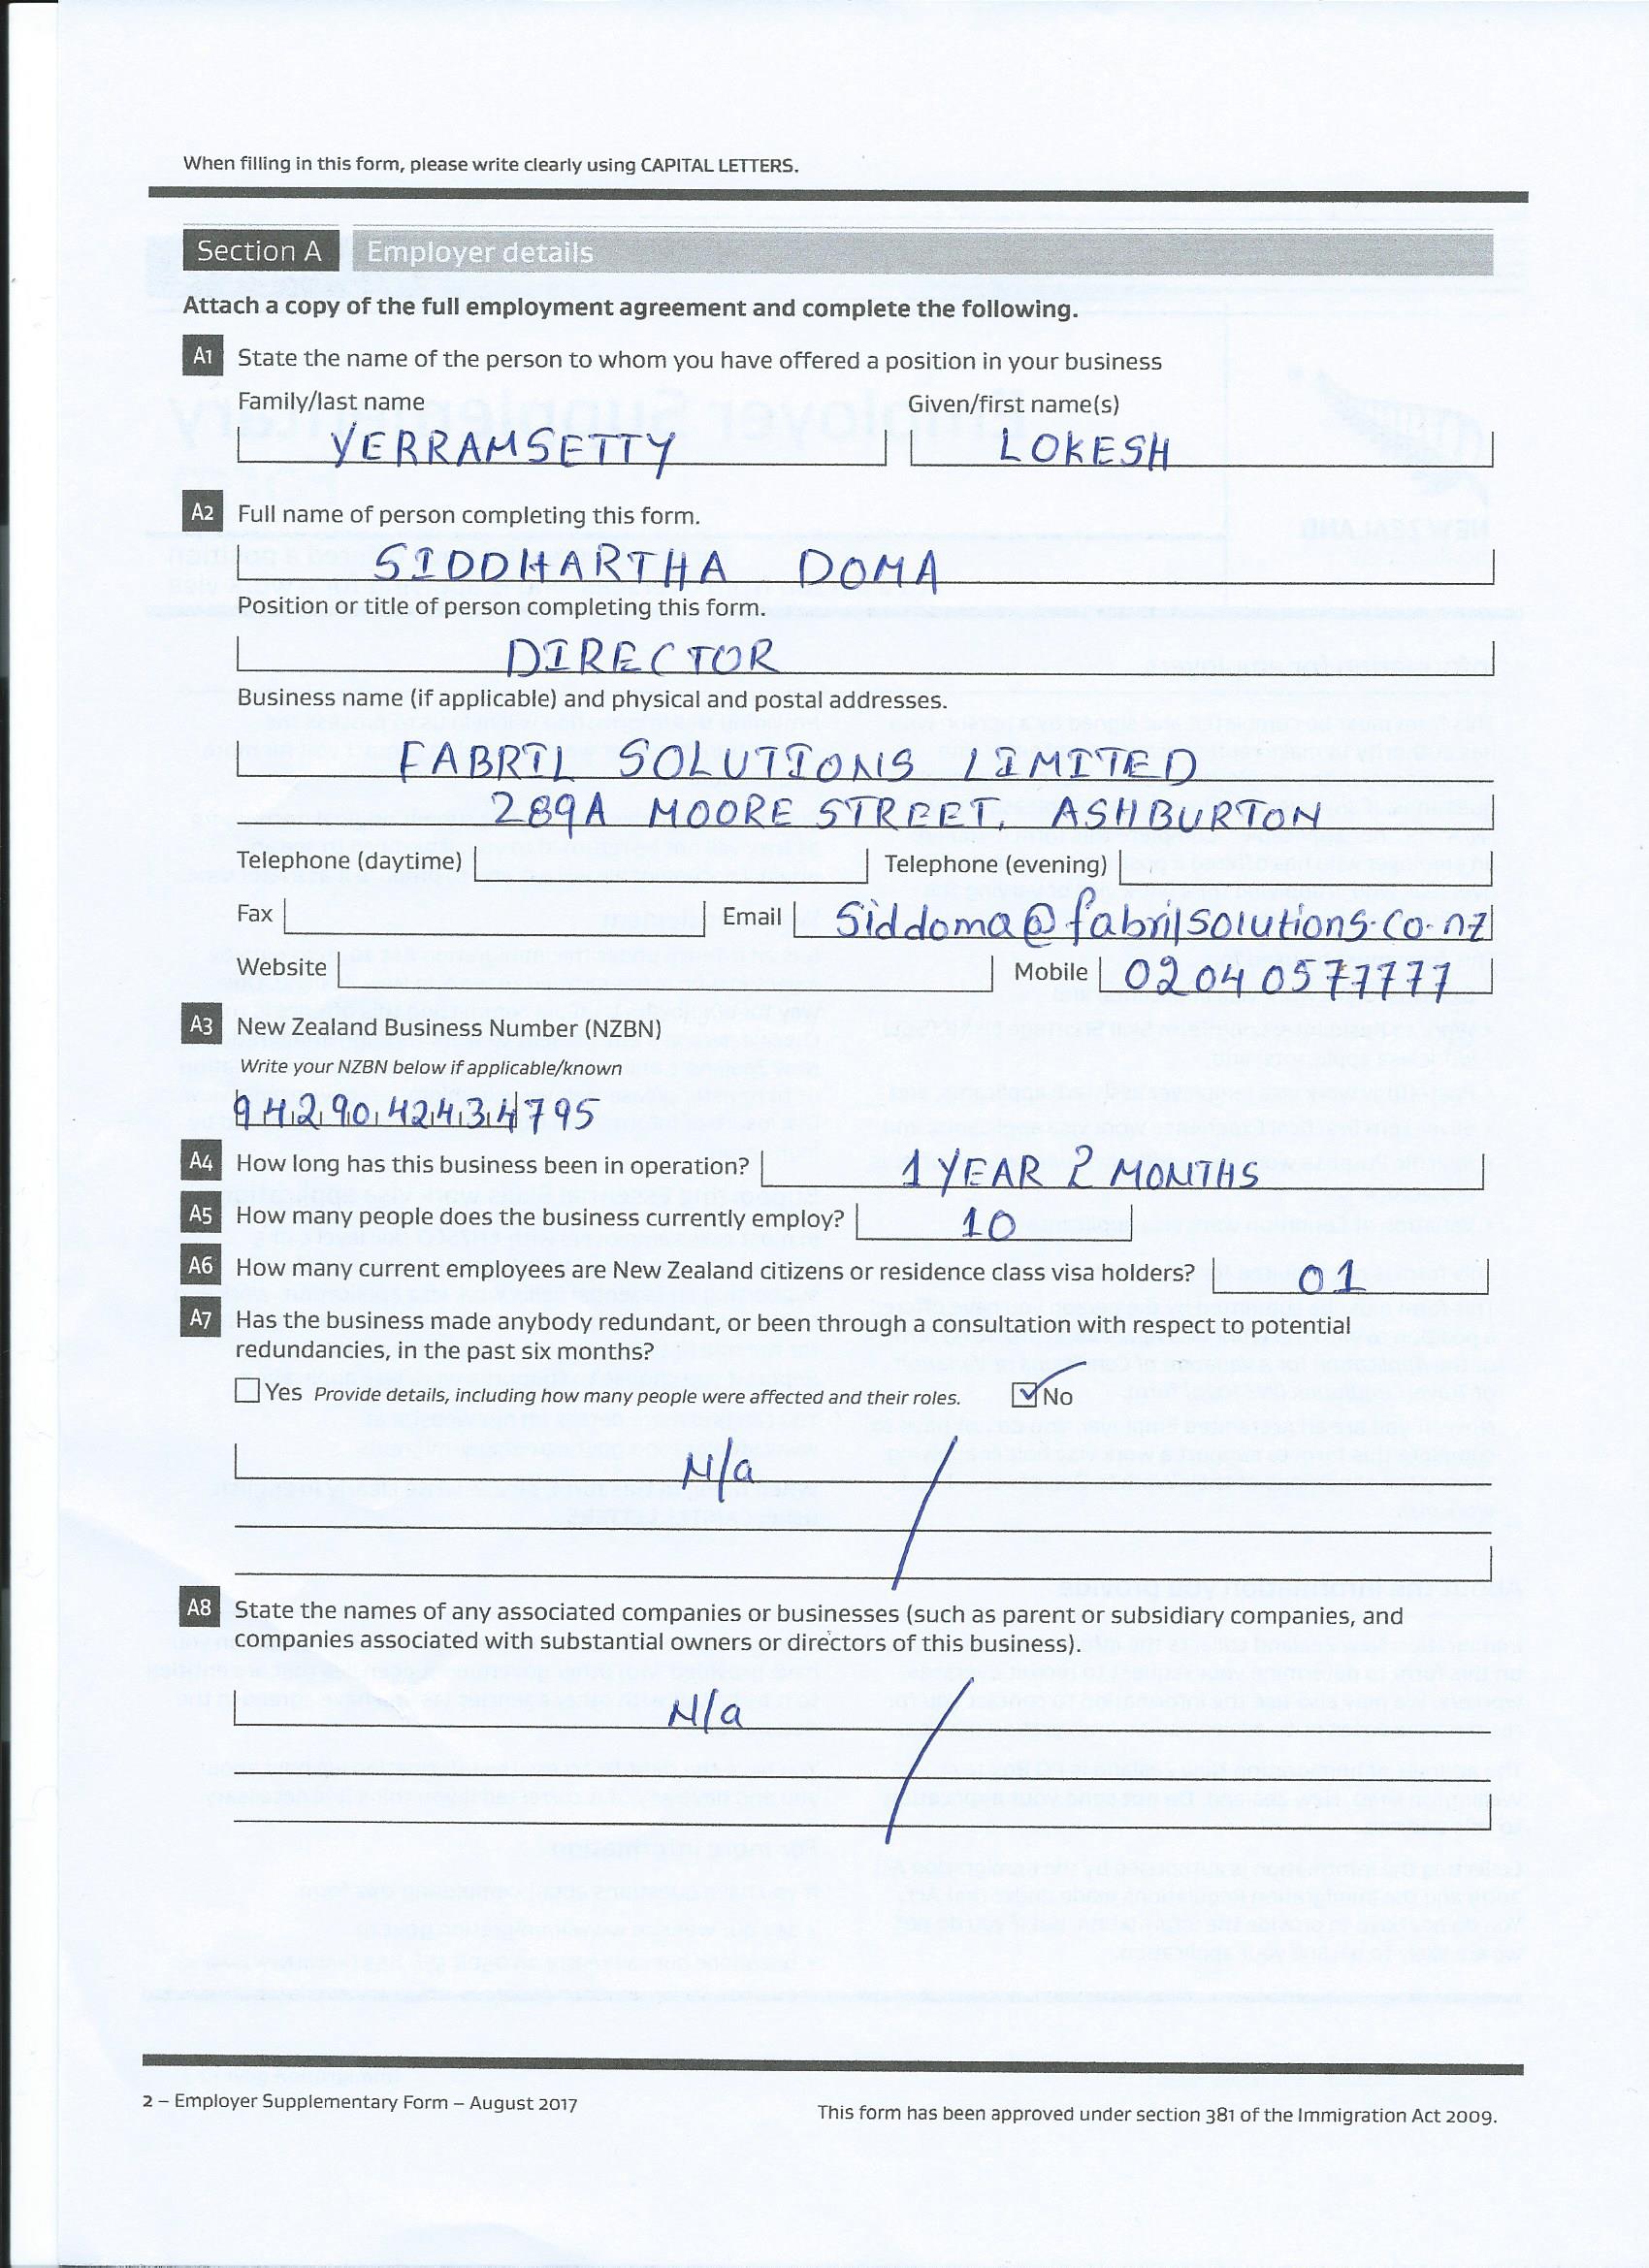 When filling in this form, please write clearly using CAPITAL LETTERS.
Section A Employer details
Attach a copy of the full employment agreement and complete the following.
A1 State the name of the person to whom you have offered a position in your business
Family/last name Given/first name(s)
YERRAMSETTY LOKESH
A2 Full name of person completing this form.
SIDDHARTHA DOMA
Position or title of person completing this form.
DIRECTOR
Business name (if applicable) and physical and postal addresses.
FABRIL SOLUTIONS LIMITED
289A MOORE STREET, ASHBURTON
Telephone (daytime) Telephone (evening)
Fax Email Siddoma@fabrilsolutions.co.nz
Website Mobile 02040577777
A3 New Zealand Business Number (NZBN)
Write your NZBN below if applicable/known
9429042434795
A4 How long has this business been in operation? 1 YEAR 2 MONTHS
A5 How many people does the business currently employ? 10
A6 How many current employees are New Zealand citizens or residence class visa holders? 01
A7 Has the business made anybody redundant, or been through a consultation with respect to potential
redundancies, in the past six months?
Yes Provide details, including how many people were affected and their roles. No
N/a
A8 State the names of any associated companies or businesses (such as parent or subsidiary companies, and
companies associated with substantial owners or directors of this business).
N/a
2 – Employer Supplementary Form – August 2017
This form has been approved under section 381 of the Immigration Act 2009.